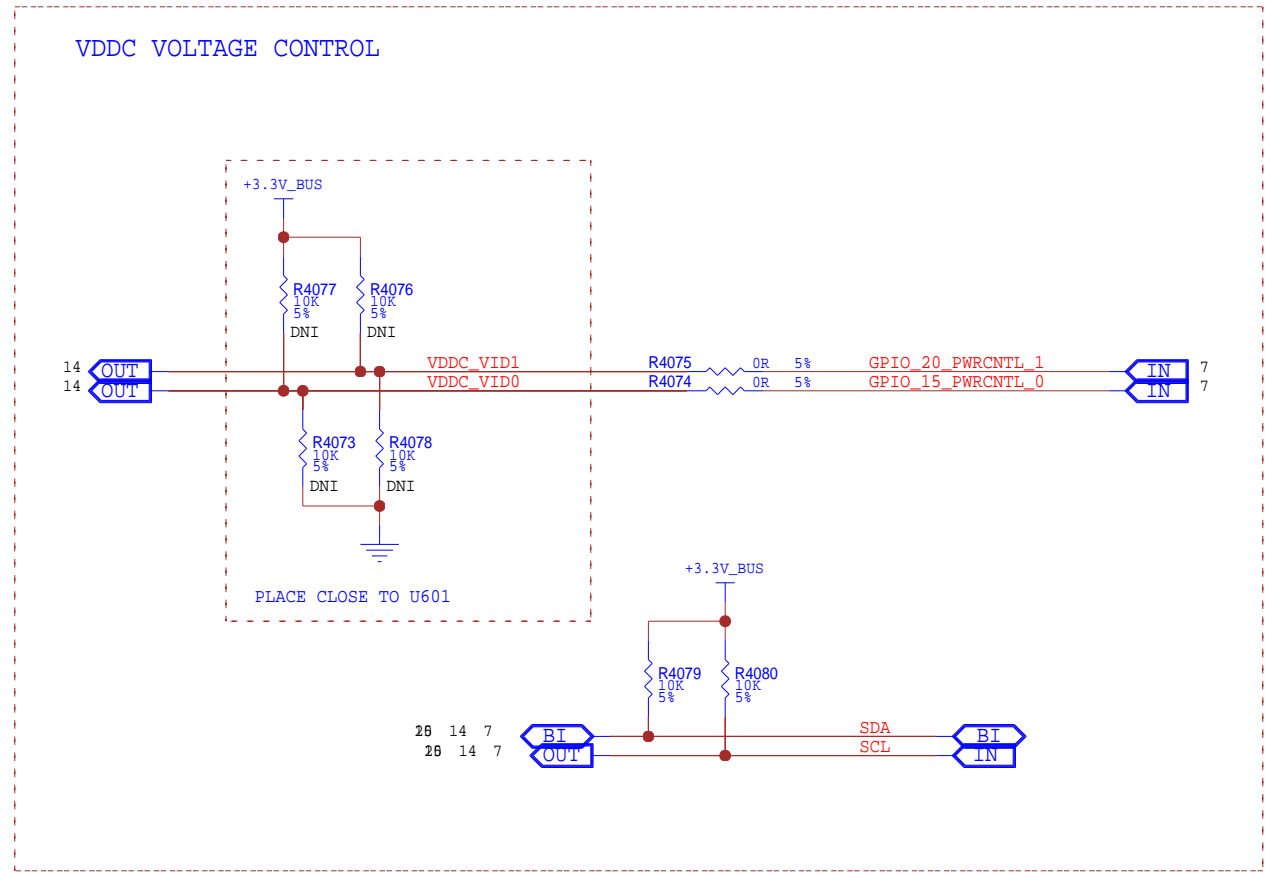 VDDC VOLTAGE CONTROL
+3.3V_BUS
R4077 R4076
10K 10K
5% 5%
DNI DNI
14 OUT VDDC_VID1 R4075 0R 5% GPIO_20_PWRCNTL_1 IN 7
14 OUT VDDC_VID0 R4074 0R 5% GPIO_15_PWRCNTL_0 IN 7
R4073 R4078
10K 10K
5% 5%
DNI DNI
+3.3V_BUS
PLACE CLOSE TO U601
R4079 R4080
10K 10K
5% 5%
14 7 BI SDA BI
14 7 OUT SCL IN